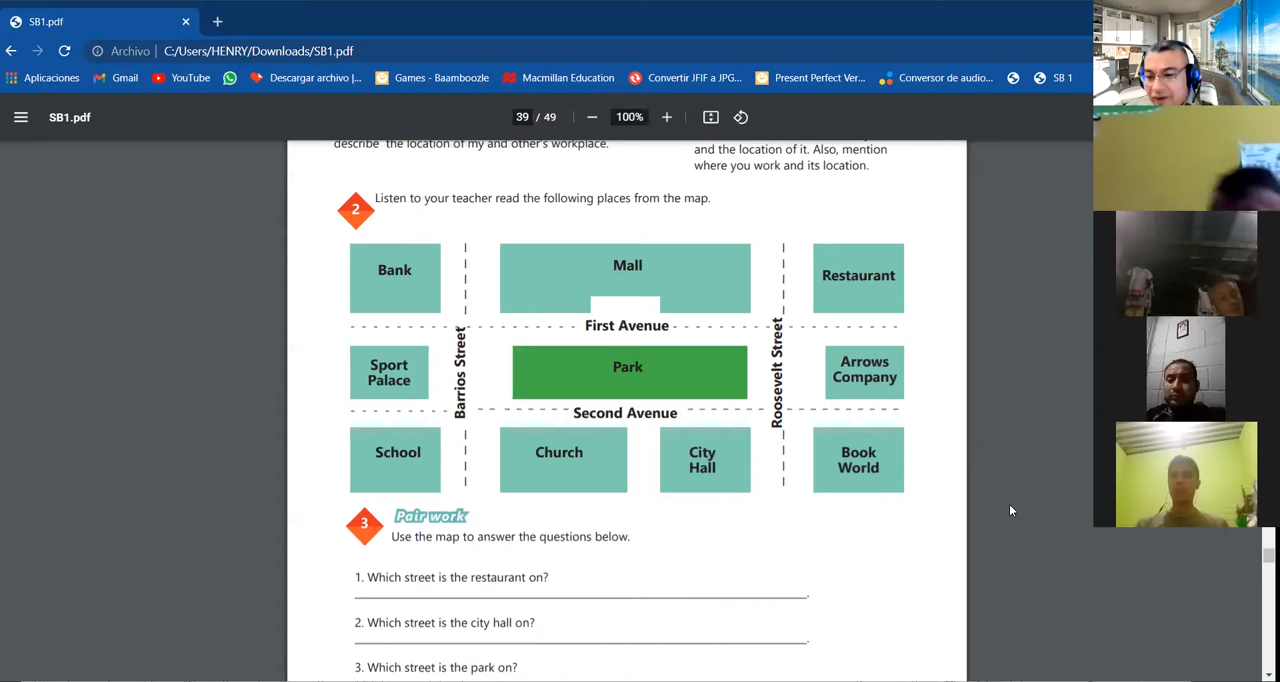 SB1.pdf
Archivo
C:/Users/HENRY/Downloads/SB1.pdf
Aplicaciones
Gmail
YouTube
Descargar archivo |...
Games - Baamboozle
Macmillan Education
Convertir JFIF a JPG...
Present Perfect Ver...
Conversor de audio...
SB 1
SB1.pdf
39 / 49
100%
describe the location of my and other's workplace.
and the location of it. Also, mention
where you work and its location.
2
Listen to your teacher read the following places from the map.
Bank
Mall
Restaurant
First Avenue
Sport
Palace
Barrios Street
Park
Roosevelt Street
Arrows
Company
Second Avenue
School
Church
City
Hall
Book
World
3
Pair work
Use the map to answer the questions below.
1. Which street is the restaurant on?
2. Which street is the city hall on?
3. Which street is the park on?